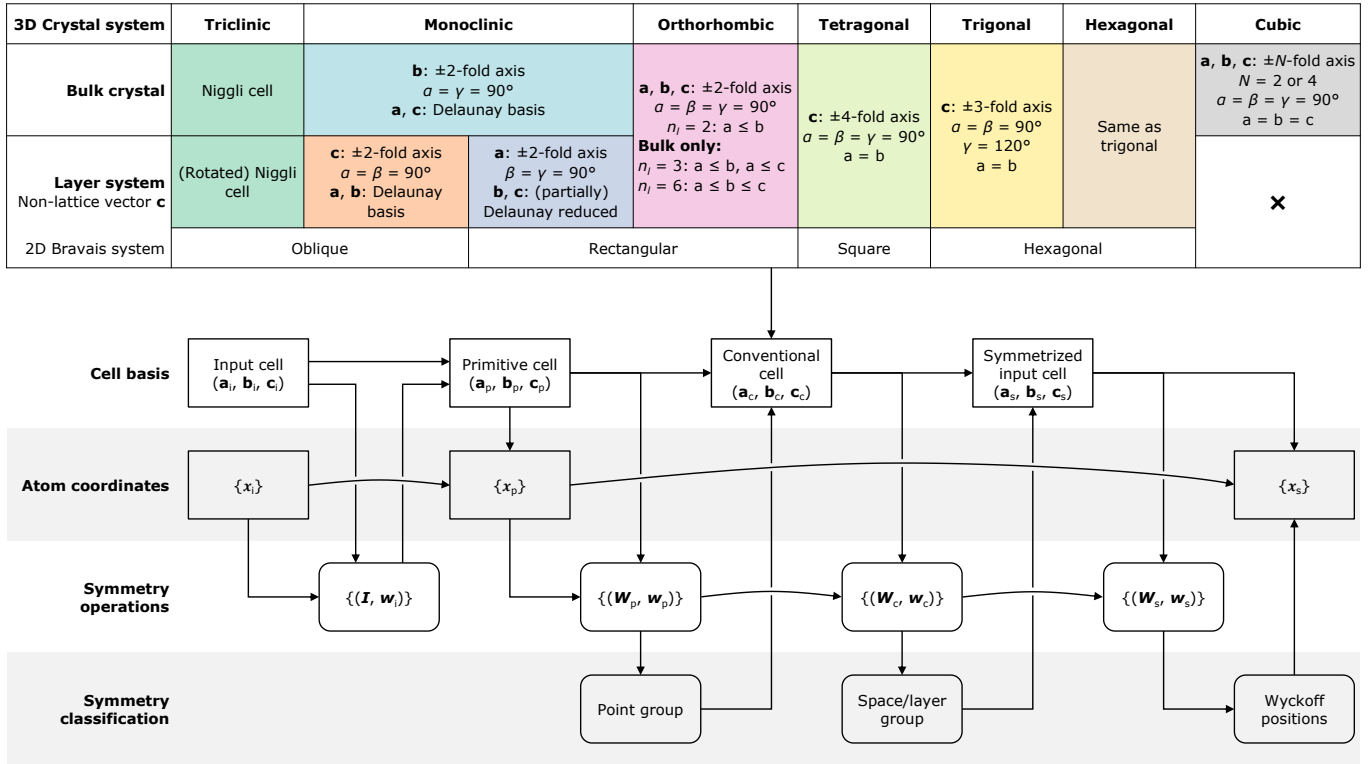 3D Crystal system
Triclinic
Monoclinic
Orthorhombic
Tetragonal
Trigonal
Hexagonal
Cubic
Bulk crystal
Niggli cell
b: ±2-fold axis
α = γ = 90°
a, c: Delaunay basis
a, b, c: ±2-fold axis
α = β = γ = 90°
n_l = 2: a ≤ b
Bulk only:
n_l = 3: a ≤ b, a ≤ c
n_l = 6: a ≤ b ≤ c
c: ±4-fold axis
α = β = γ = 90°
a = b
c: ±3-fold axis
α = β = 90°
γ = 120°
a = b
Same as
trigonal
a, b, c: ±N-fold axis
N = 2 or 4
α = β = γ = 90°
a = b = c
Layer system
Non-lattice vector c
(Rotated) Niggli
cell
c: ±2-fold axis
α = β = 90°
a, b: Delaunay
basis
a: ±2-fold axis
β = γ = 90°
b, c: (partially)
Delaunay reduced
×
2D Bravais system
Oblique
Rectangular
Square
Hexagonal
Cell basis
Input cell
(a_i, b_i, c_i)
Primitive cell
(a_p, b_p, c_p)
Conventional
cell
(a_c, b_c, c_c)
Symmetrized
input cell
(a_s, b_s, c_s)
Atom coordinates
{x_i}
{x_p}
{x_s}
Symmetry
operations
{(I, w_i)}
{(W_p, w_p)}
{(W_c, w_c)}
{(W_s, w_s)}
Symmetry
classification
Point group
Space/layer
group
Wyckoff
positions